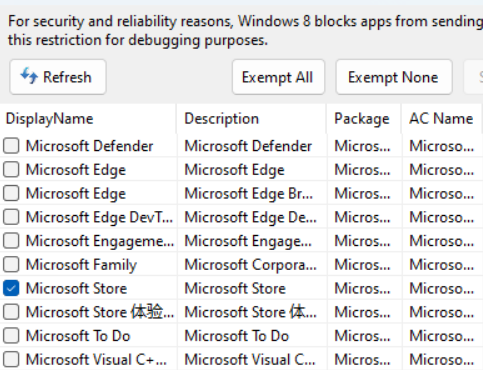 For security and reliability reasons, Windows 8 blocks apps from sending
this restriction for debugging purposes.
Refresh Exempt All Exempt None S
DisplayName Description Package AC Name
Microsoft Defender Microsoft Defender Micros... Microso...
Microsoft Edge Microsoft Edge Micros... Microso...
Microsoft Edge Microsoft Edge Br... Micros... Microso...
Microsoft Edge DevT... Microsoft Edge De... Micros... Microso...
Microsoft Engageme... Microsoft Engage... Micros... Microso...
Microsoft Family Microsoft Corpora... Micros... Microso...
Microsoft Store Microsoft Store Micros... Microso...
Microsoft Store 体验... Microsoft Store 体... Micros... Microso...
Microsoft To Do Microsoft To Do Micros... Microso...
Microsoft Visual C+... Microsoft Visual C... Micros... Microso...